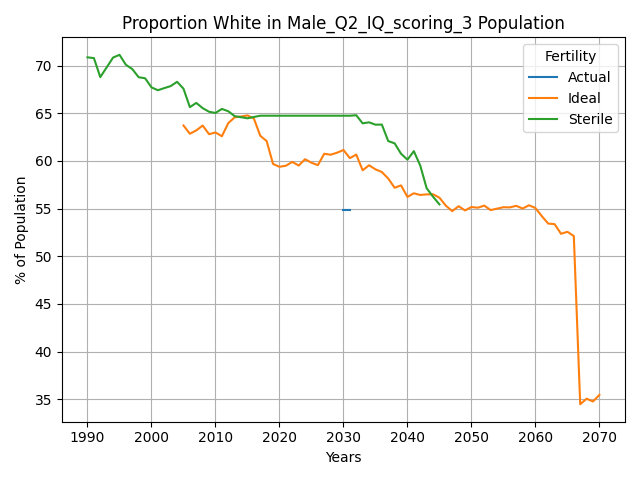 Proportion White in Male_Q2_IQ_scoring_3 Population
Fertility
Actual
Ideal
Sterile
% of Population
70
65
60
55
50
45
40
35
1990 2000 2010 2020 2030 2040 2050 2060 2070
Years